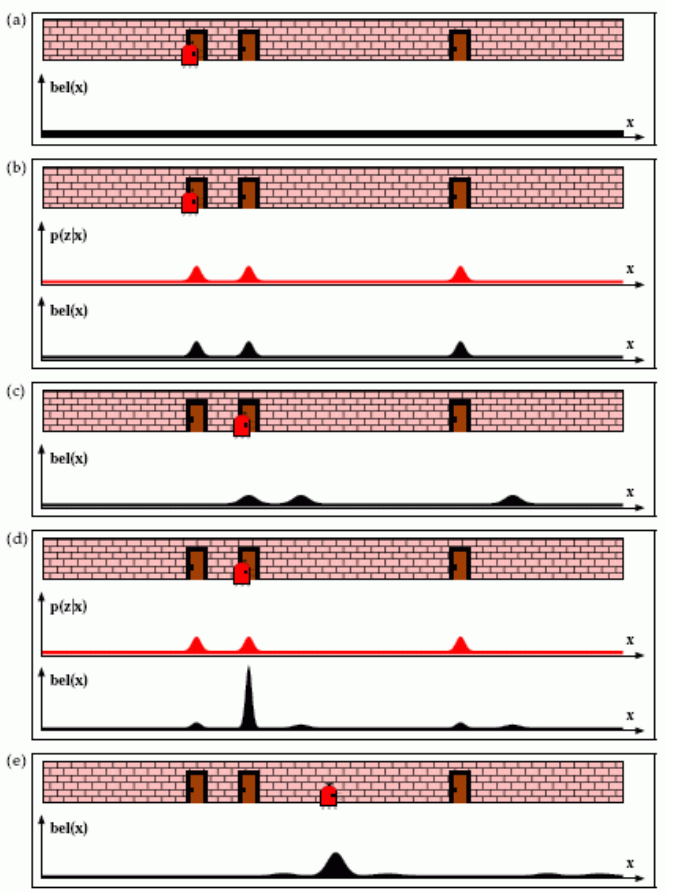 (a)
bel(x)
x
(b)
p(z|x)
x
bel(x)
x
(c)
bel(x)
x
(d)
p(z|x)
x
bel(x)
x
(e)
bel(x)
x